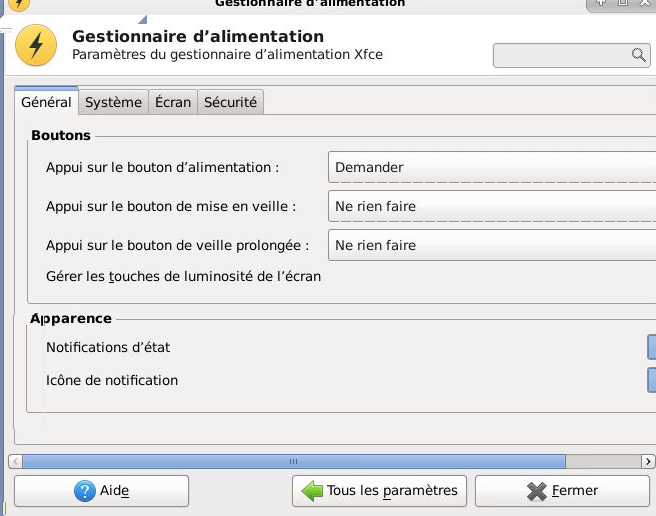 Gestionnaire d'alimentation
Gestionnaire d'alimentation
Paramètres du gestionnaire d'alimentation Xfce
Général Système Écran Sécurité
Boutons
Appui sur le bouton d'alimentation : Demander
Appui sur le bouton de mise en veille : Ne rien faire
Appui sur le bouton de veille prolongée : Ne rien faire
Gérer les touches de luminosité de l'écran
Apparence
Notifications d'état
Icône de notification
Aide Tous les paramètres Fermer